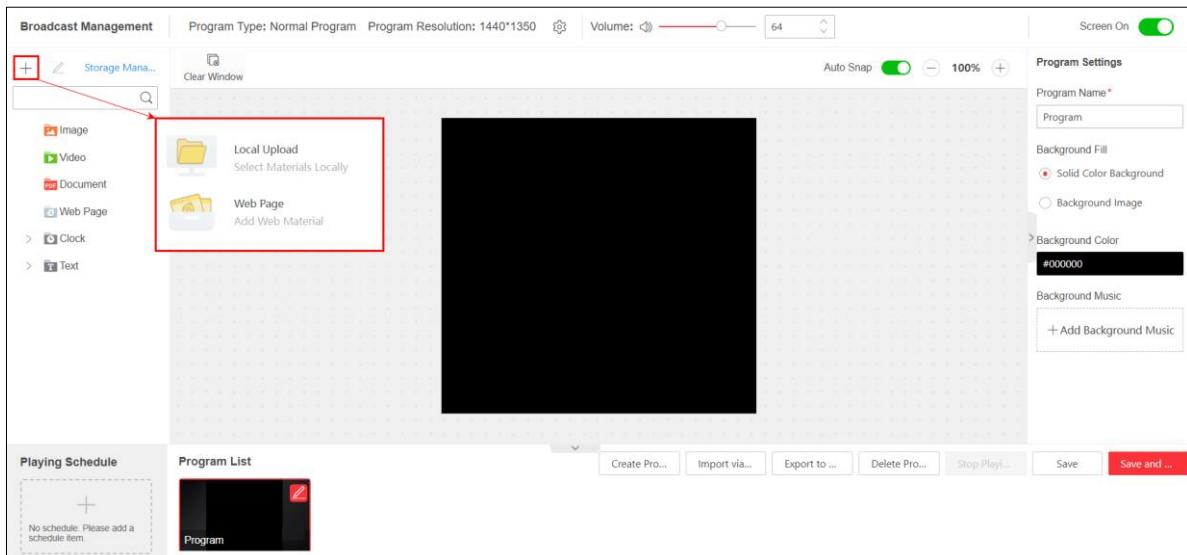 Broadcast Management
Program Type: Normal Program Program Resolution: 1440*1350
Volume:
64
Screen On
Storage Mana...
Clear Window
Auto Snap
100%
Image
Video
PDF
Document
Web Page
Clock
T
Text
Local Upload
Select Materials Locally
Web Page
Add Web Material
Program Settings
Program Name*
Program
Background Fill
Solid Color Background
Background Image
Background Color
#000000
Background Music
+ Add Background Music
Playing Schedule
No schedule. Please add a
schedule item.
Program List
Create Pro...
Import via...
Export to ...
Delete Pro...
Stop Playi...
Save
Save and ...
Program